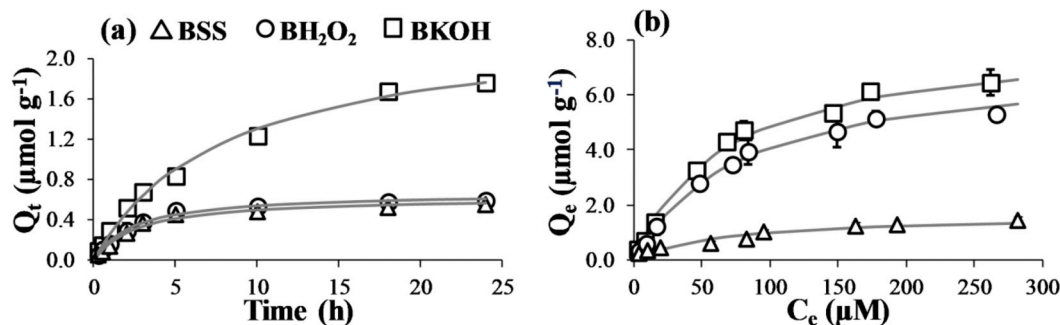 (a) △ BSS ○ BH₂O₂ □ BKOH
2.0
1.6
1.2
0.8
0.4
0.0
0 5 10 15 20 25
Time (h)
Qₜ (µmol g⁻¹)
(b)
8.0
6.0
4.0
2.0
0.0
0 50 100 150 200 250 300
Cₑ (µM)
Qₑ (µmol g⁻¹)